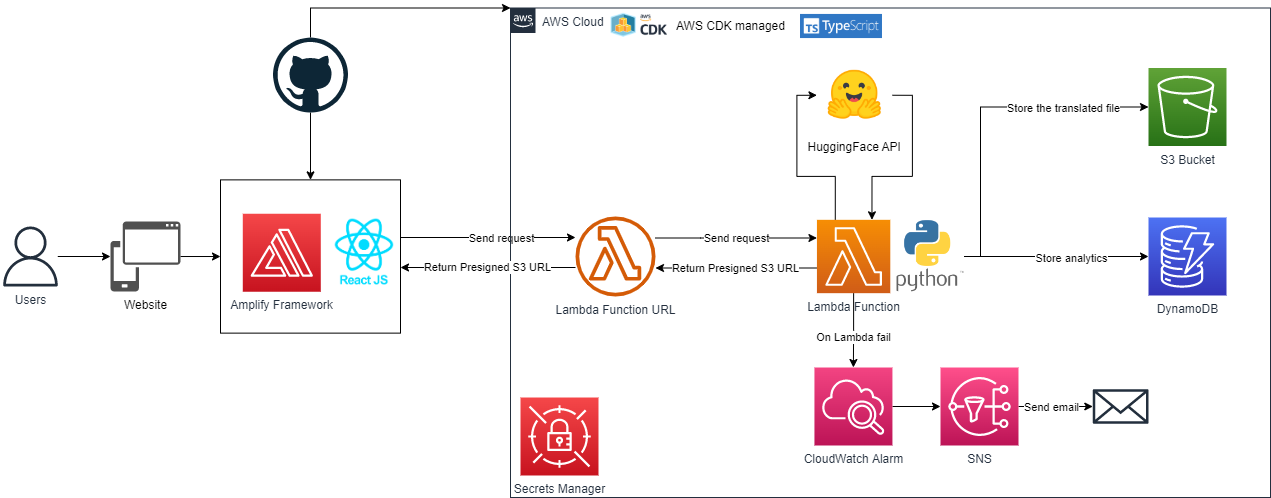 aws
AWS Cloud
aws
CDK
AWS CDK managed
TS TypeScript
HuggingFace API
Store the translated file
S3 Bucket
Users
Website
Amplify Framework
React JS
Send request
Return Presigned S3 URL
Lambda Function URL
Send request
Return Presigned S3 URL
Lambda Function
python™
Store analytics
DynamoDB
On Lambda fail
CloudWatch Alarm
SNS
Send email
Secrets Manager